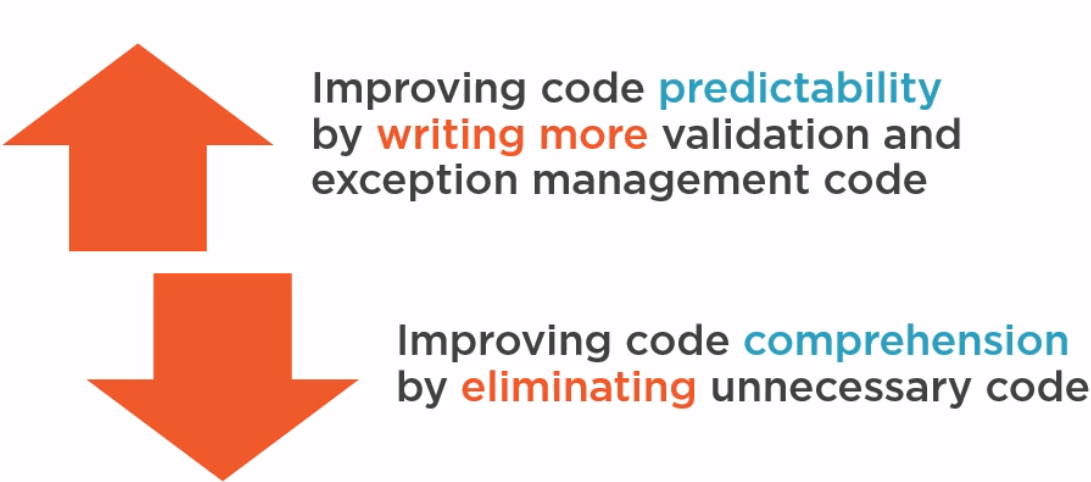 Improving code predictability
by writing more validation and
exception management code
Improving code comprehension
by eliminating unnecessary code